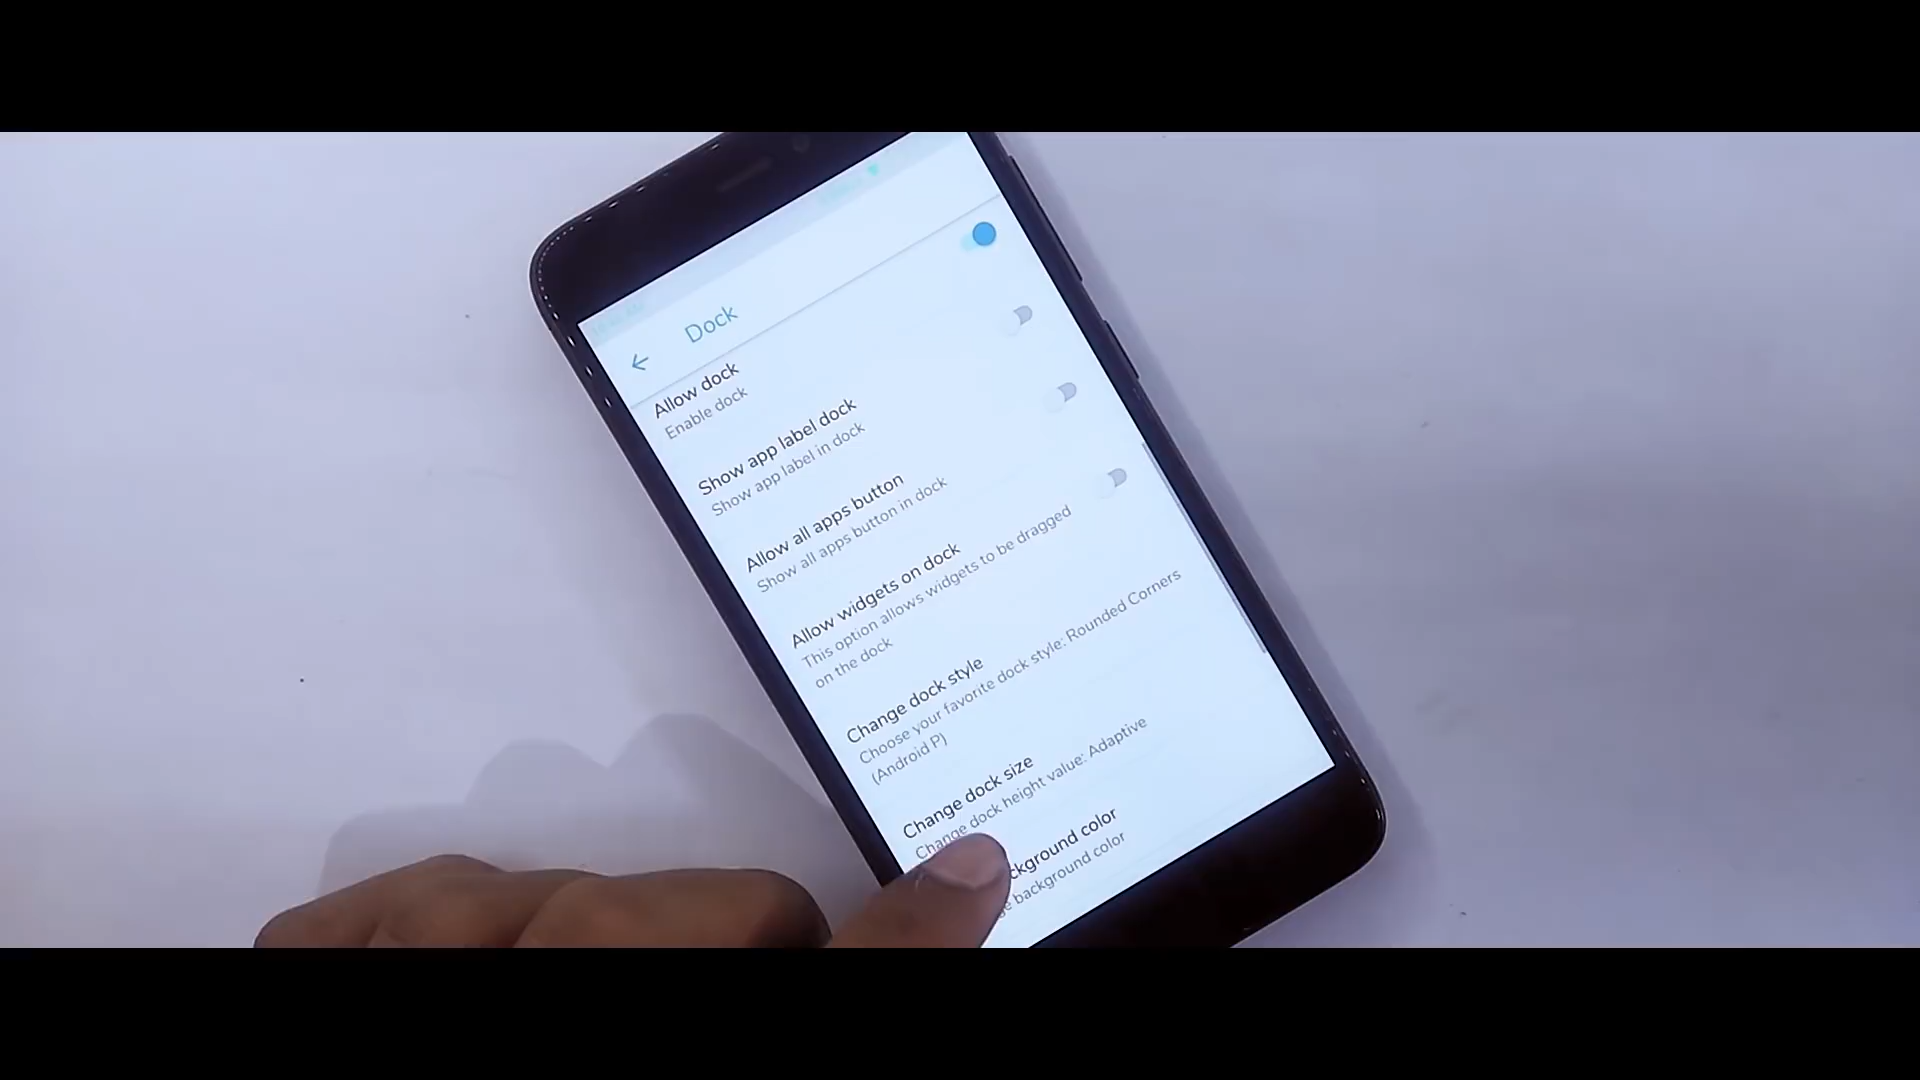 Dock
Allow dock
Enable dock
Show app label dock
Show app label in dock
Allow all apps button
Show all apps button in dock
Allow widgets on dock
This option allows widgets to be dragged
on the dock
Change dock style
Choose your favorite dock style: Rounded Corners
(Android P)
Change dock size
Change dock height value: Adaptive
color
background color